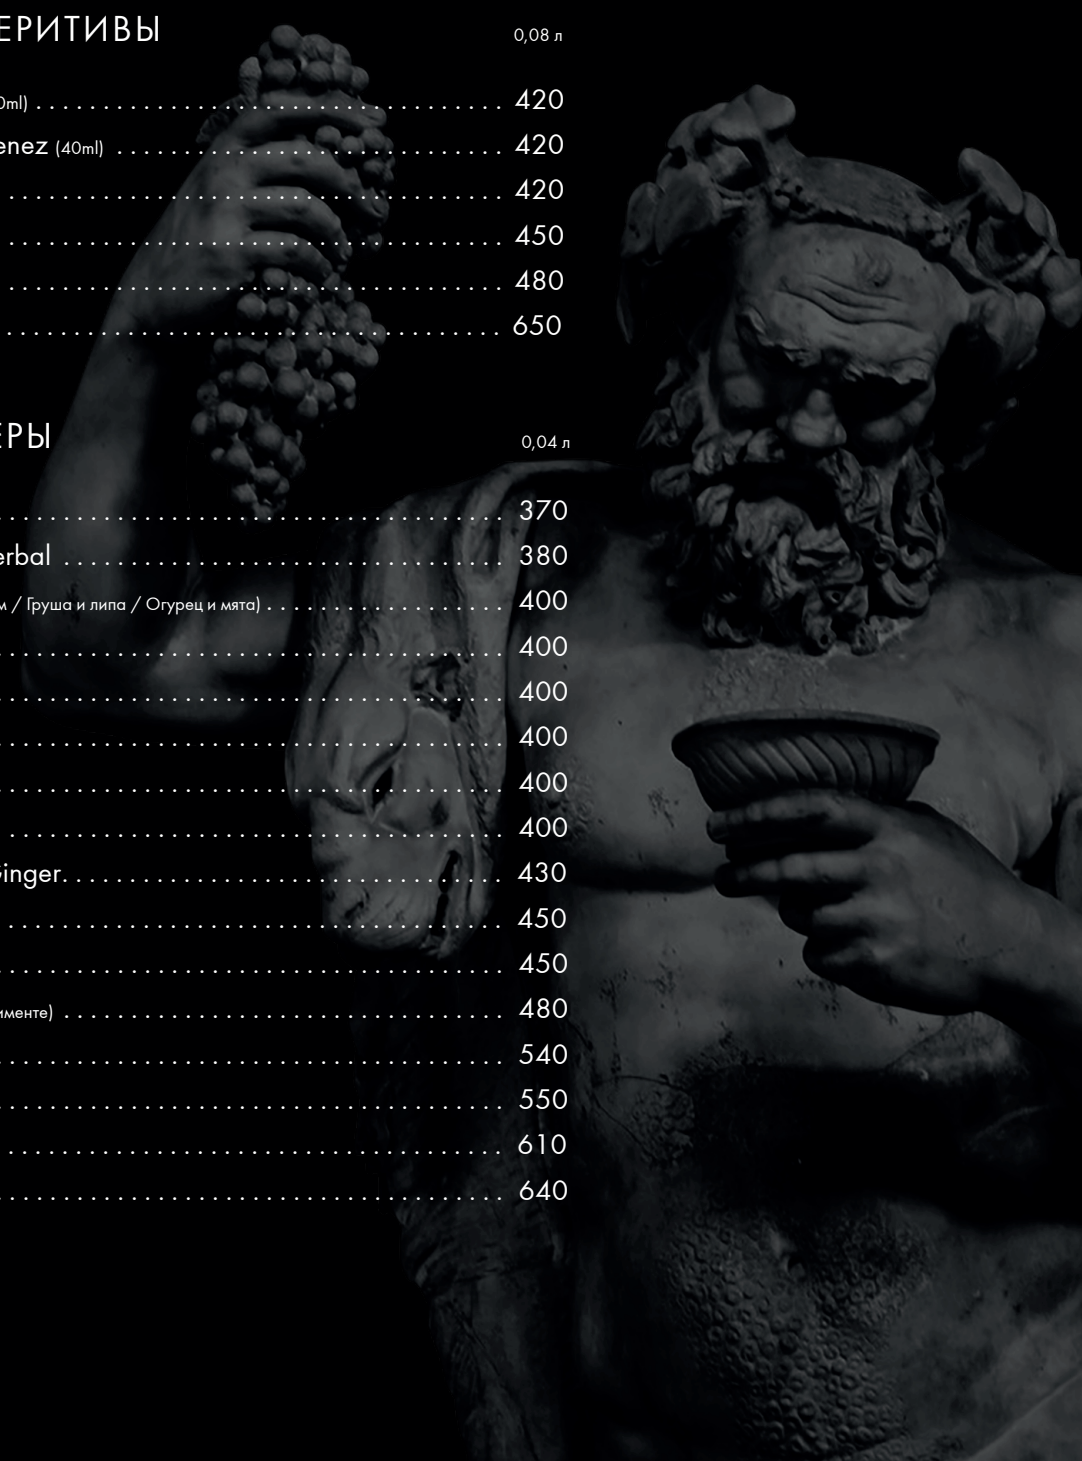 ЕРИТИВЫ 0,08 л
0ml) 420
enez (40ml) 420
420
450
480
650
ЕРЫ 0,04 л
370
erbal 380
м / Груша и липа / Огурец и мята) 400
400
400
400
400
400
Ginger 430
450
450
именте) 480
540
550
610
640